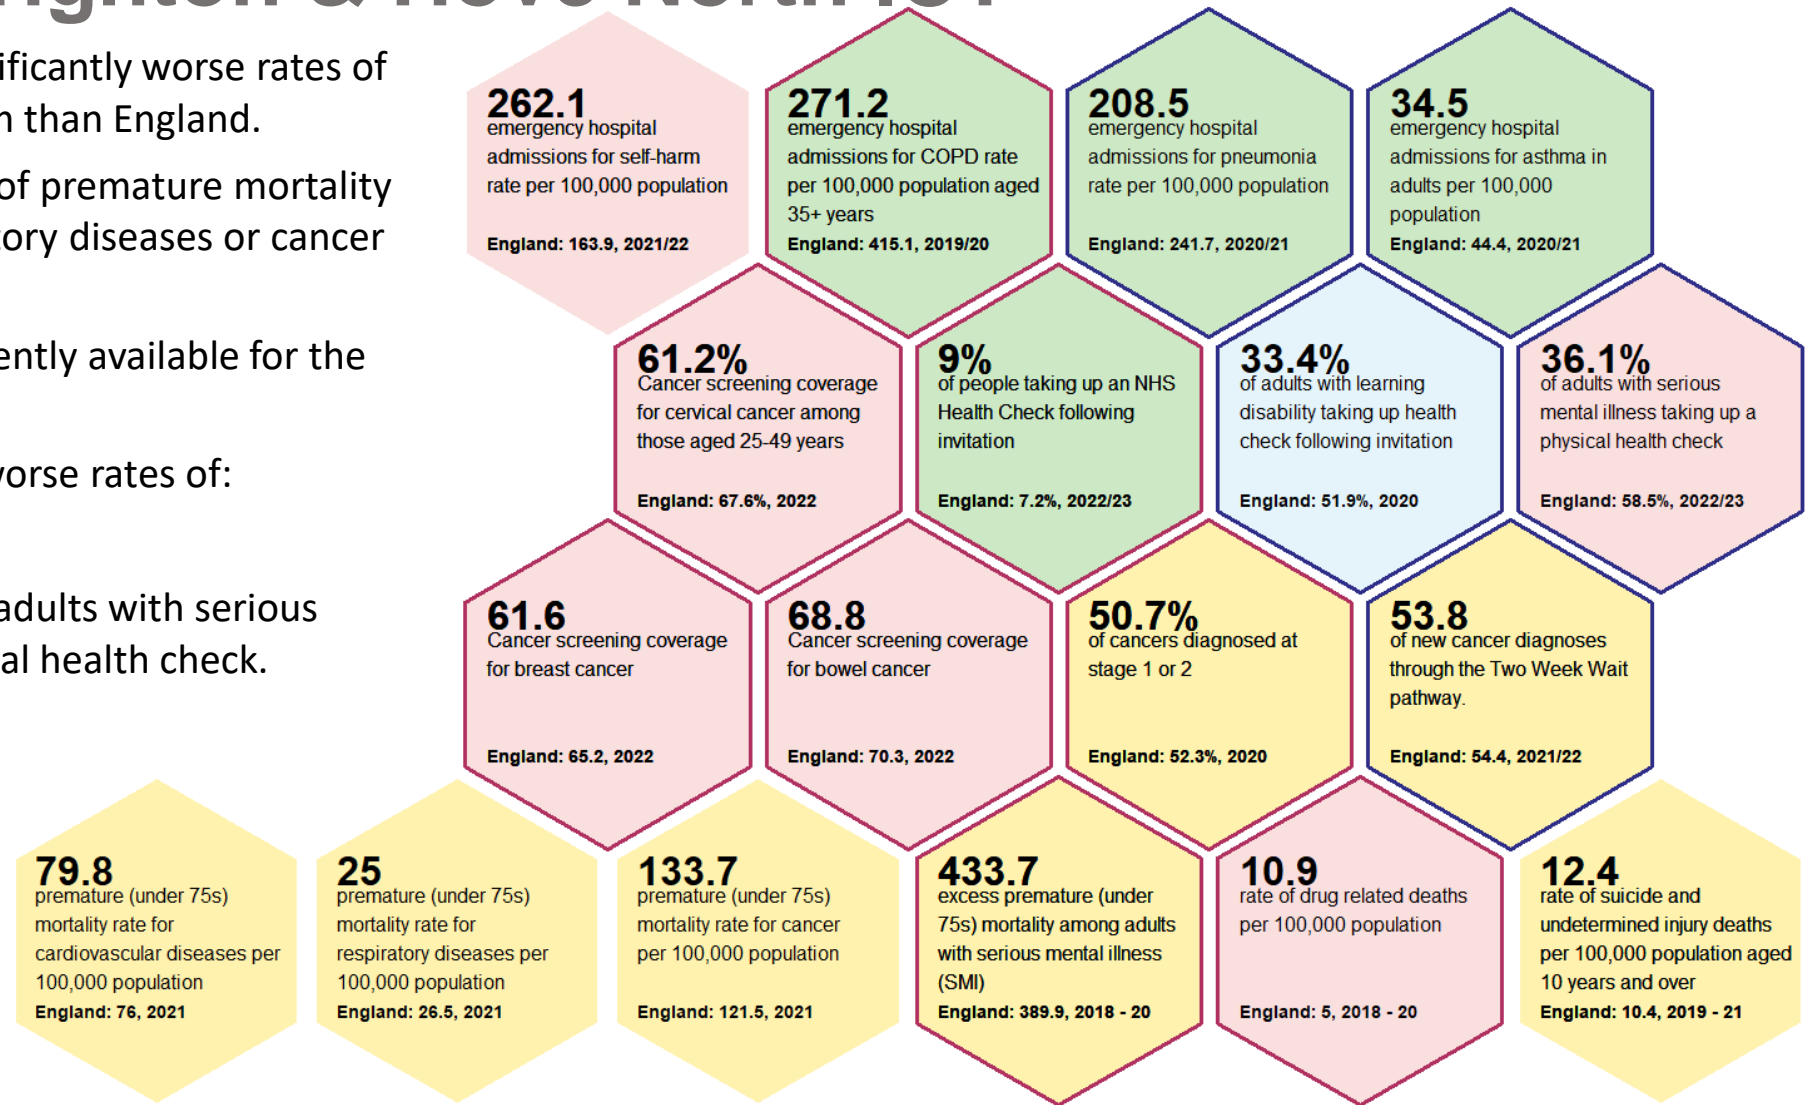 Brighton & Hove North ICT
ificantly worse rates of
n than England.
of premature mortality
tory diseases or cancer
ently available for the
vorse rates of:
adults with serious
al health check.
262.1
emergency hospital
admissions for self-harm
rate per 100,000 population
England: 163.9, 2021/22
271.2
emergency hospital
admissions for COPD rate
per 100,000 population aged
35+ years
England: 415.1, 2019/20
208.5
emergency hospital
admissions for pneumonia
rate per 100,000 population
England: 241.7, 2020/21
34.5
emergency hospital
admissions for asthma in
adults per 100,000
population
England: 44.4, 2020/21
61.2%
Cancer screening coverage
for cervical cancer among
those aged 25-49 years
England: 67.6%, 2022
9%
of people taking up an NHS
Health Check following
invitation
England: 7.2%, 2022/23
33.4%
of adults with learning
disability taking up health
check following invitation
England: 51.9%, 2020
36.1%
of adults with serious
mental illness taking up a
physical health check
England: 58.5%, 2022/23
61.6
Cancer screening coverage
for breast cancer
England: 65.2, 2022
68.8
Cancer screening coverage
for bowel cancer
England: 70.3, 2022
50.7%
of cancers diagnosed at
stage 1 or 2
England: 52.3%, 2020
53.8
of new cancer diagnoses
through the Two Week Wait
pathway.
England: 54.4, 2021/22
79.8
premature (under 75s)
mortality rate for
cardiovascular diseases per
100,000 population
England: 76, 2021
25
premature (under 75s)
mortality rate for
respiratory diseases per
100,000 population
England: 26.5, 2021
133.7
premature (under 75s)
mortality rate for cancer
per 100,000 population
England: 121.5, 2021
433.7
excess premature (under
75s) mortality among adults
with serious mental illness
(SMI)
England: 389.9, 2018 - 20
10.9
rate of drug related deaths
per 100,000 population
England: 5, 2018 - 20
12.4
rate of suicide and
undetermined injury deaths
per 100,000 population aged
10 years and over
England: 10.4, 2019 - 21